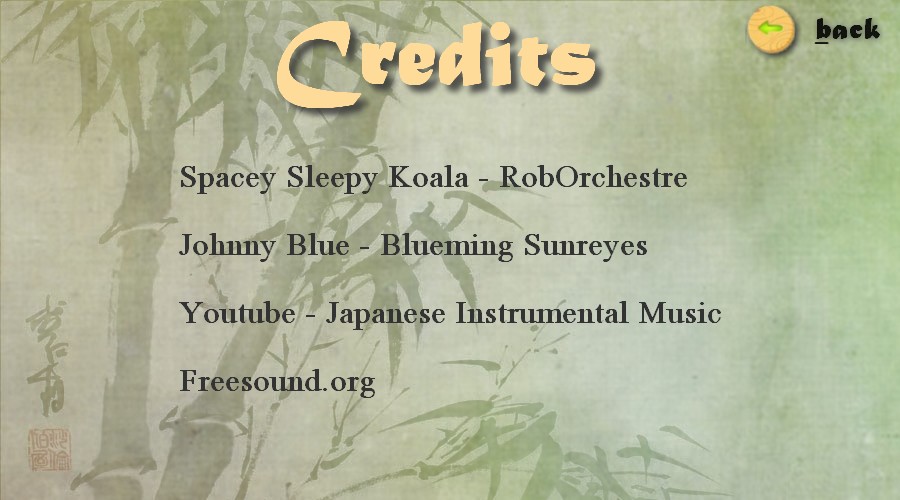 Credits
back
Spacey Sleepy Koala - RobOrchestre
Johnny Blue - Blueming Sunreyes
Youtube - Japanese Instrumental Music
Freesound.org